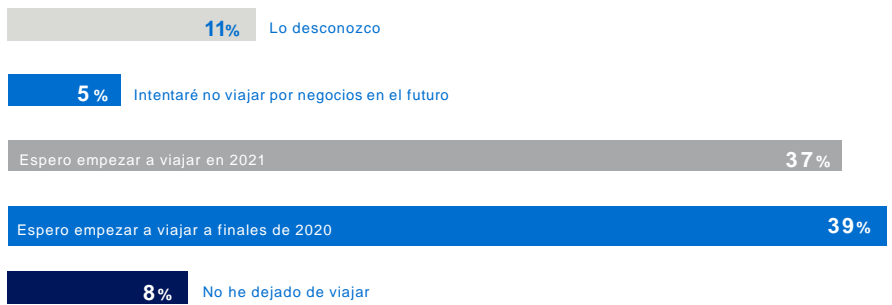 11% Lo desconozco
5 % Intentaré no viajar por negocios en el futuro
Espero empezar a viajar en 2021 37%
Espero empezar a viajar a finales de 2020 39%
8% No he dejado de viajar